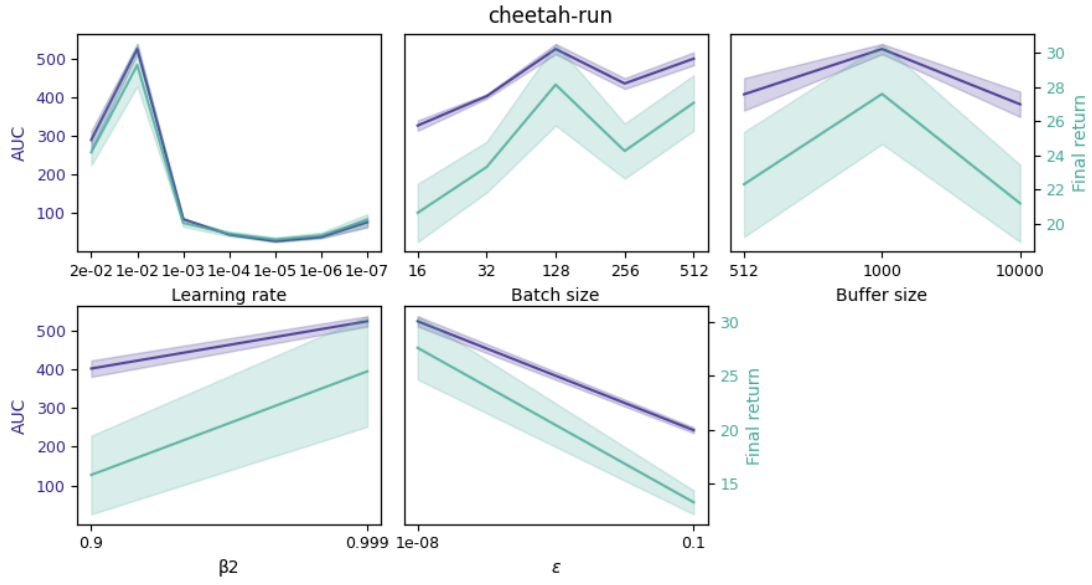 cheetah-run
AUC
500
400
300
200
100
2e-02 1e-02 1e-03 1e-04 1e-05 1e-06 1e-07
Learning rate
16 32 128 256 512
Batch size
512 1000 10000
Buffer size
30
28
26
24
22
20
Final return
AUC
500
400
300
200
100
0.9 0.999
β2
1e-08 0.1
ε
30
25
20
15
Final return